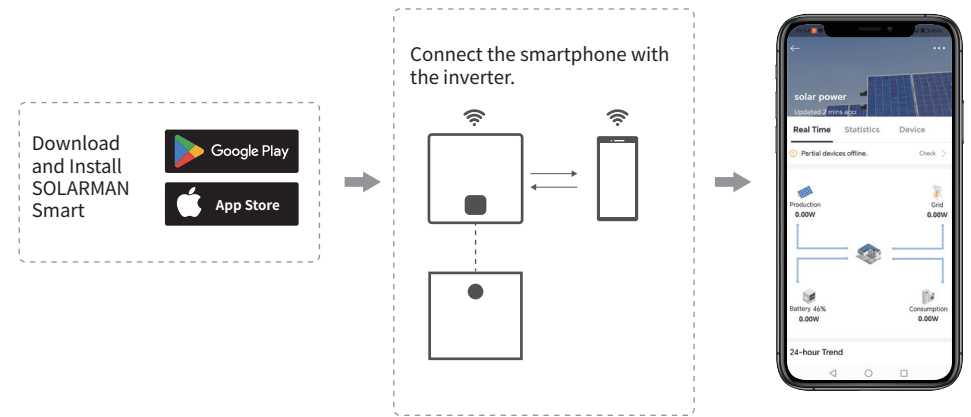 Download
and Install
SOLARMAN
Smart
Google Play
App Store
Connect the smartphone with
the inverter.
solar power
Updated 2 mins ago
Real Time Statistics Device
Partial devices offline. Check >
Production
0.00W
Grid
0.00W
Battery 46%
0.00W
Consumption
0.00W
24-hour Trend